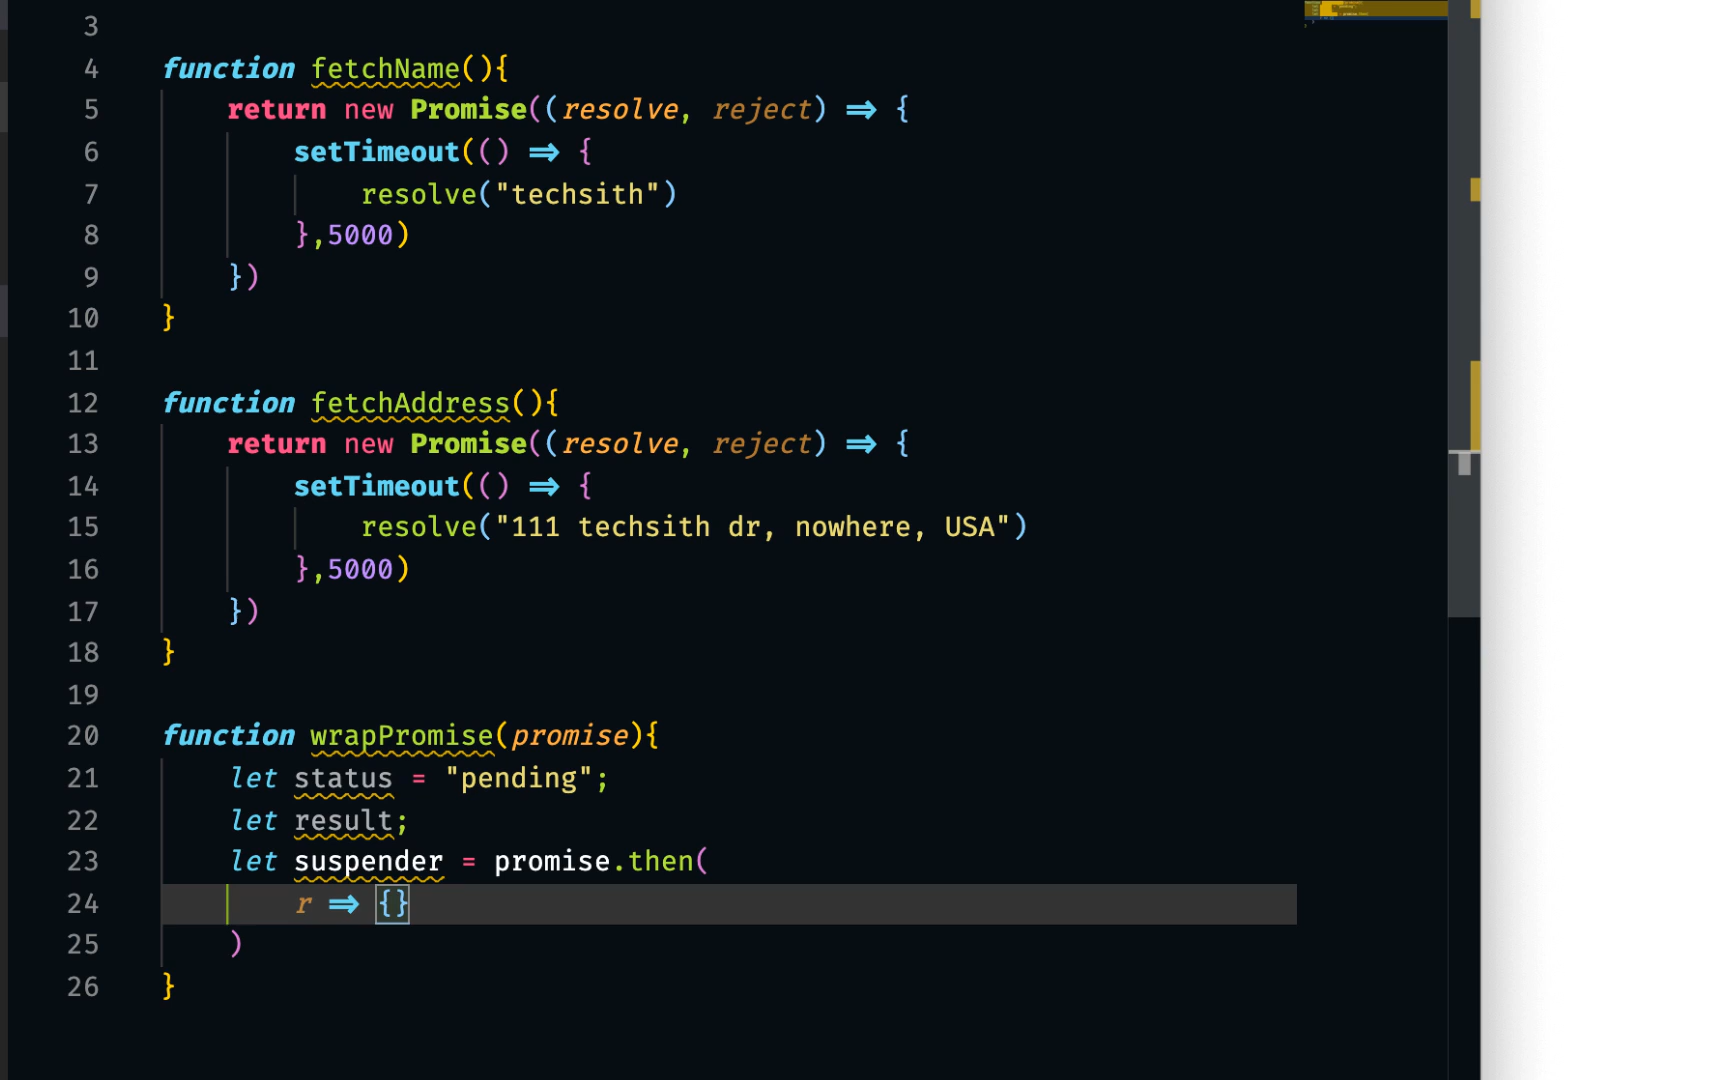 3
4 function fetchName(){
5 return new Promise((resolve, reject) => {
6 setTimeout(() => {
7 resolve("techsith")
8 },5000)
9 })
10 }
11
12 function fetchAddress(){
13 return new Promise((resolve, reject) => {
14 setTimeout(() => {
15 resolve("111 techsith dr, nowhere, USA")
16 },5000)
17 })
18 }
19
20 function wrapPromise(promise){
21 let status = "pending";
22 let result;
23 let suspender = promise.then(
24 r => {}
25 )
26 }